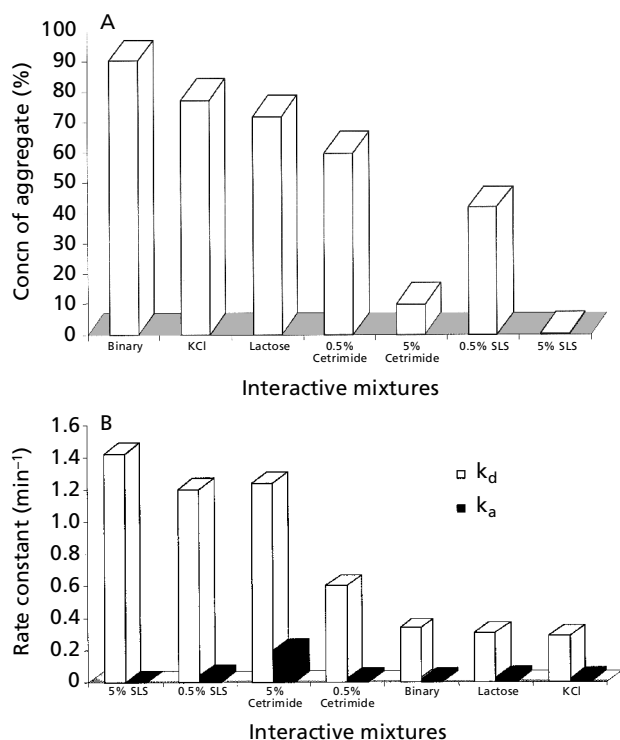 A
Concn of aggregate (%)
100
90
80
70
60
50
40
30
20
10
0
Binary KCl Lactose 0.5% Cetrimide 5% Cetrimide 0.5% SLS 5% SLS
Interactive mixtures
B
Rate constant (min⁻¹)
1.6
1.4
1.2
1.0
0.8
0.6
0.4
0.2
0
k_d
k_a
5% SLS 0.5% SLS 5% Cetrimide 0.5% Cetrimide Binary Lactose KCl
Interactive mixtures